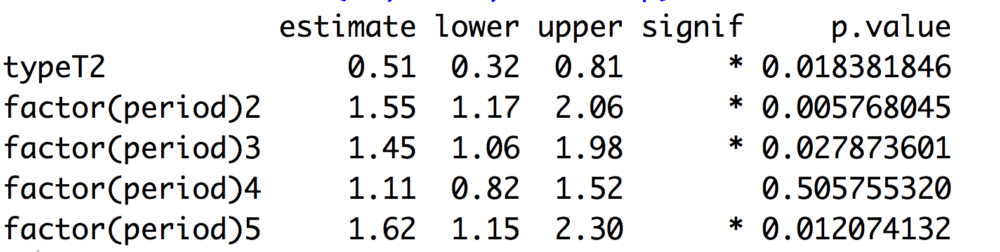 estimate lower upper signif p.value
typeT2 0.51 0.32 0.81 * 0.018381846
factor(period)2 1.55 1.17 2.06 * 0.005768045
factor(period)3 1.45 1.06 1.98 * 0.027873601
factor(period)4 1.11 0.82 1.52 0.505755320
factor(period)5 1.62 1.15 2.30 * 0.012074132